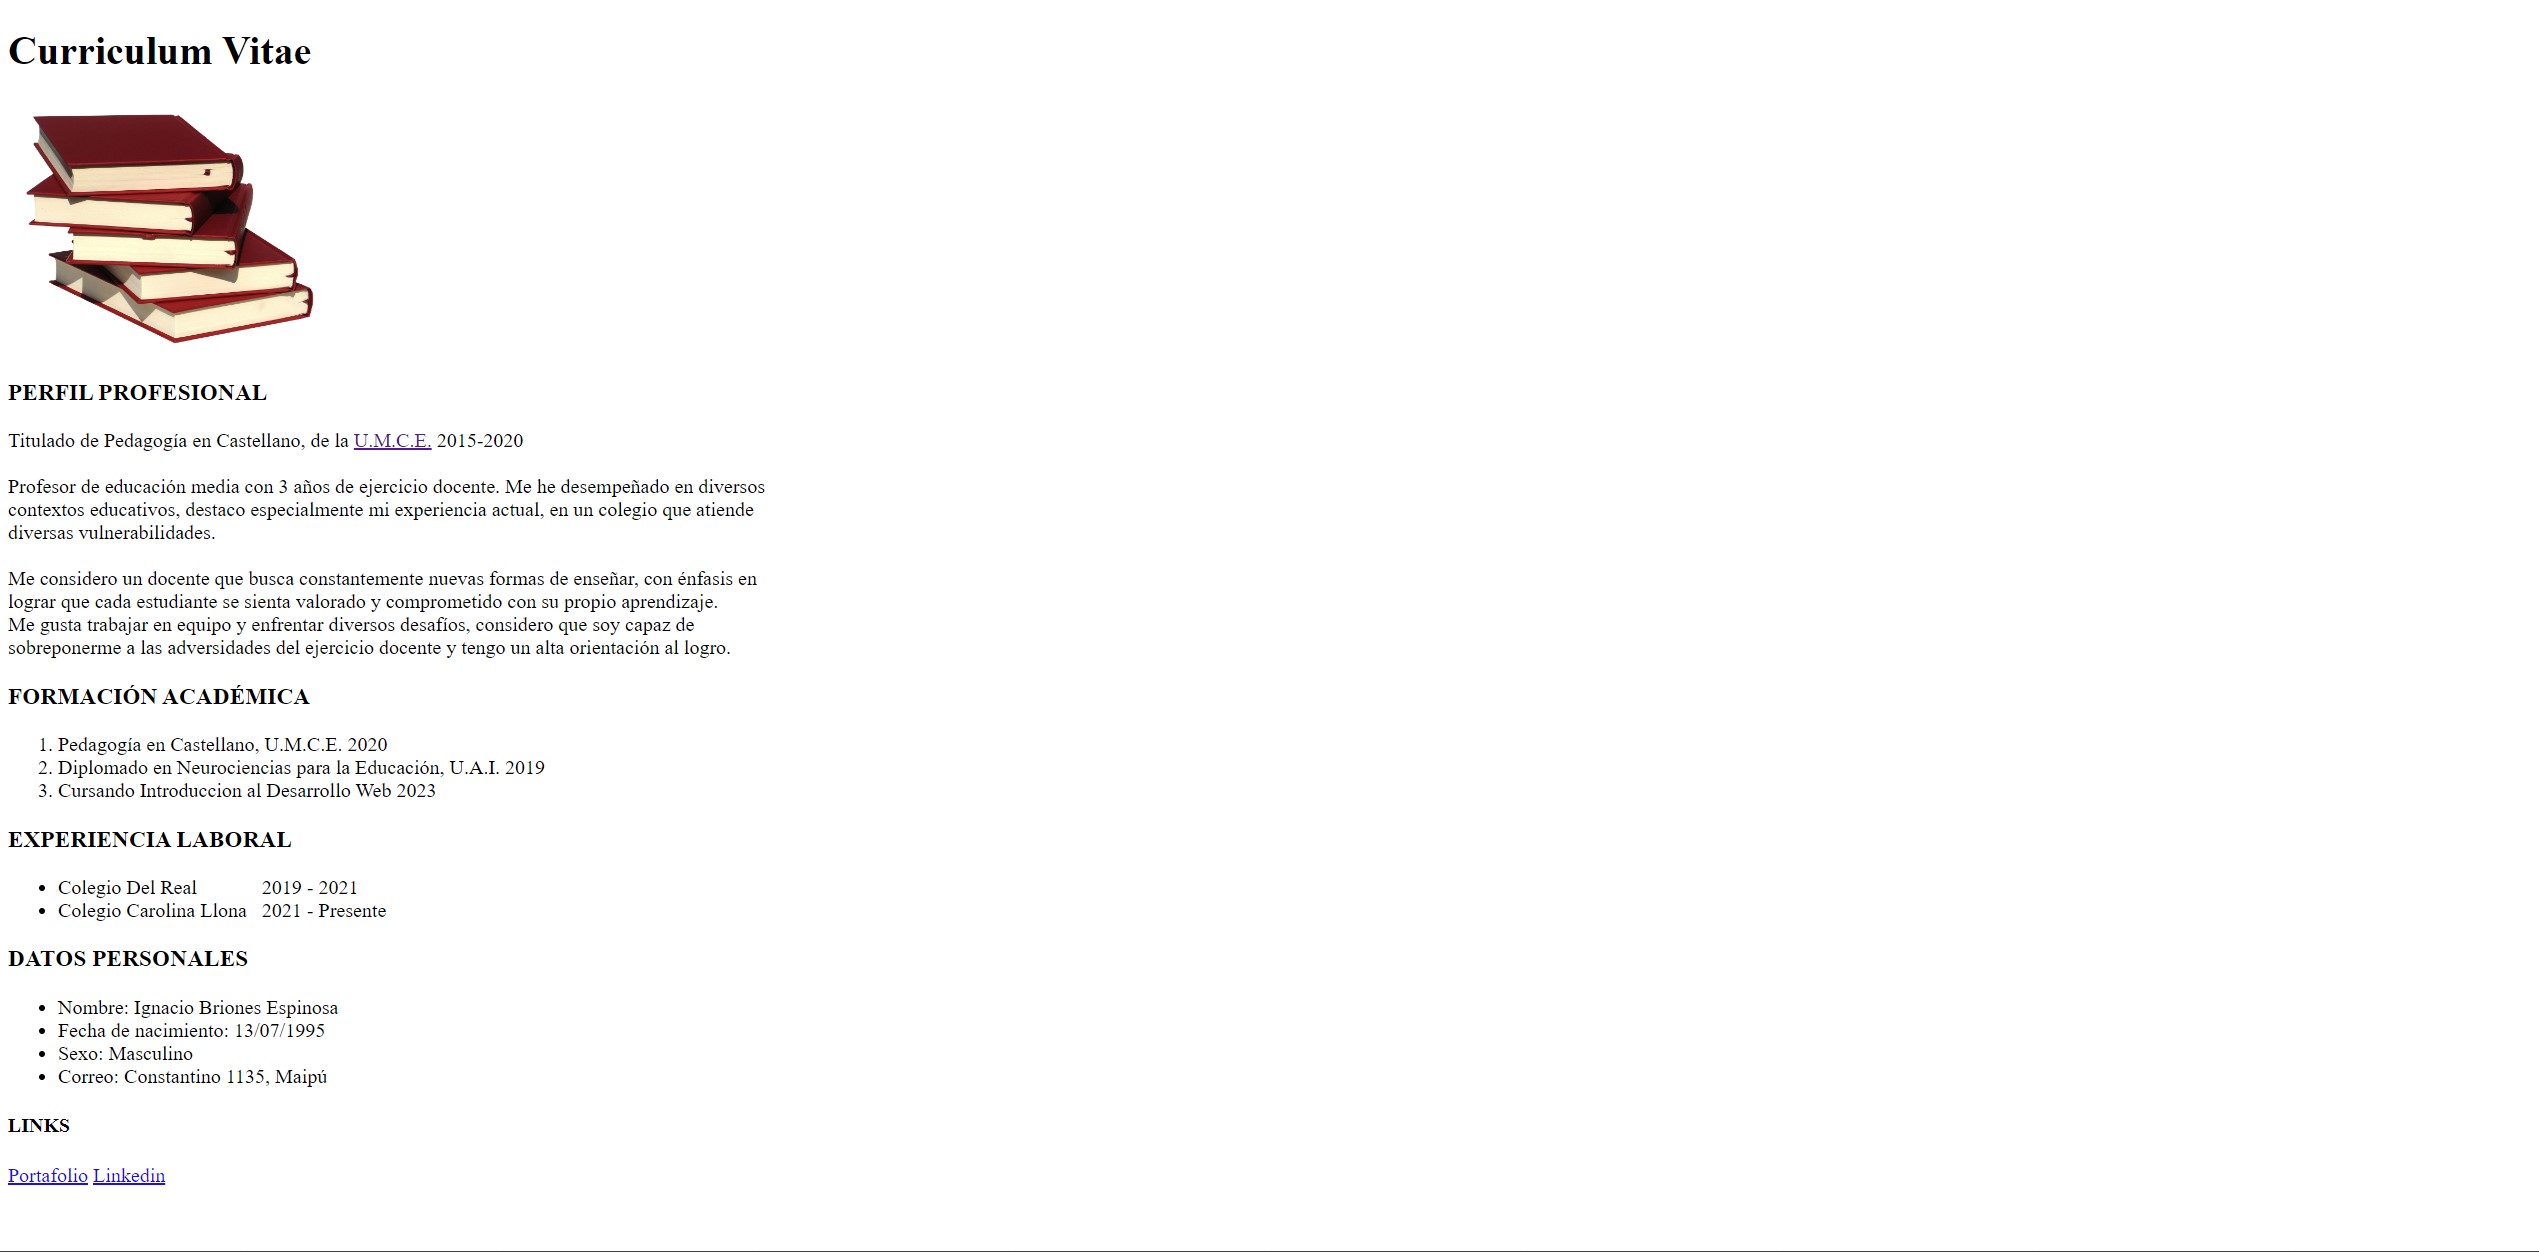 Curriculum Vitae
PERFIL PROFESIONAL
Titulado de Pedagogía en Castellano, de la U.M.C.E. 2015-2020
Profesor de educación media con 3 años de ejercicio docente. Me he desempeñado en diversos
contextos educativos, destaco especialmente mi experiencia actual, en un colegio que atiende
diversas vulnerabilidades.
Me considero un docente que busca constantemente nuevas formas de enseñar, con énfasis en
lograr que cada estudiante se sienta valorado y comprometido con su propio aprendizaje.
Me gusta trabajar en equipo y enfrentar diversos desafíos, considero que soy capaz de
sobreponerme a las adversidades del ejercicio docente y tengo un alta orientación al logro.
FORMACIÓN ACADÉMICA
1. Pedagogía en Castellano, U.M.C.E. 2020
2. Diplomado en Neurociencias para la Educación, U.A.I. 2019
3. Cursando Introduccion al Desarrollo Web 2023
EXPERIENCIA LABORAL
• Colegio Del Real 2019 - 2021
• Colegio Carolina Llona 2021 - Presente
DATOS PERSONALES
• Nombre: Ignacio Briones Espinosa
• Fecha de nacimiento: 13/07/1995
• Sexo: Masculino
• Correo: Constantino 1135, Maipú
LINKS
Portafolio Linkedin